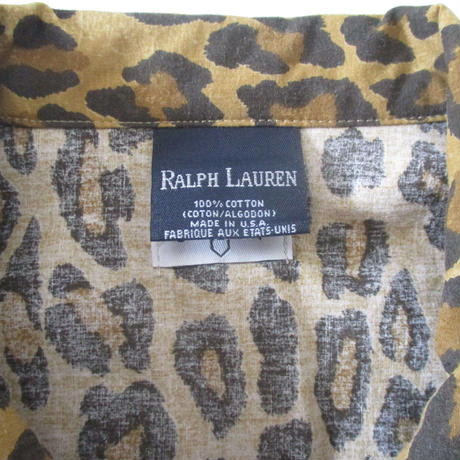 RALPH LAUREN
100% COTTON
(COTON/ALGODON)
MADE IN U.S.A.
FABRIQUE AUX ETATS-UNIS